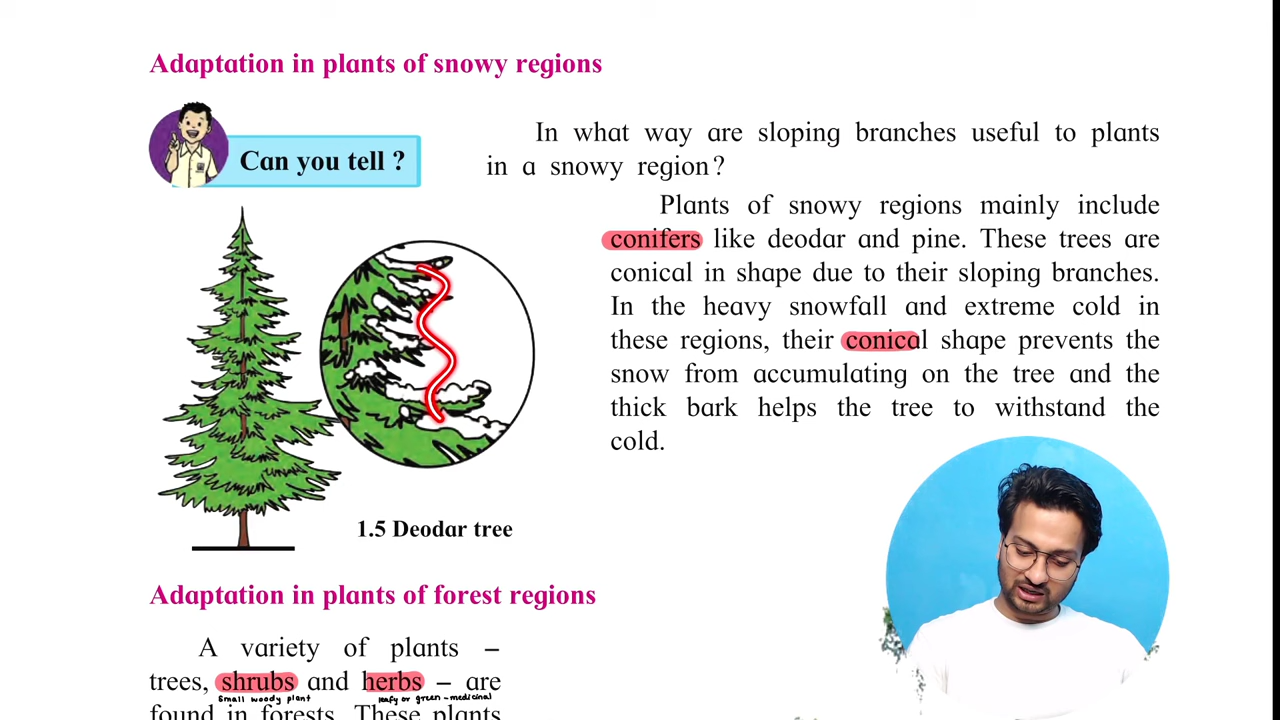 Adaptation in plants of snowy regions
Can you tell ?
In what way are sloping branches useful to plants
in a snowy region?
Plants of snowy regions mainly include
conifers like deodar and pine. These trees are
conical in shape due to their sloping branches.
In the heavy snowfall and extreme cold in
these regions, their conical shape prevents the
snow from accumulating on the tree and the
thick bark helps the tree to withstand the
cold.
1.5 Deodar tree
Adaptation in plants of forest regions
A variety of plants –
trees, shrubs and herbs – are
small woody plant leafy or green - medicinal
found in forests. These plants